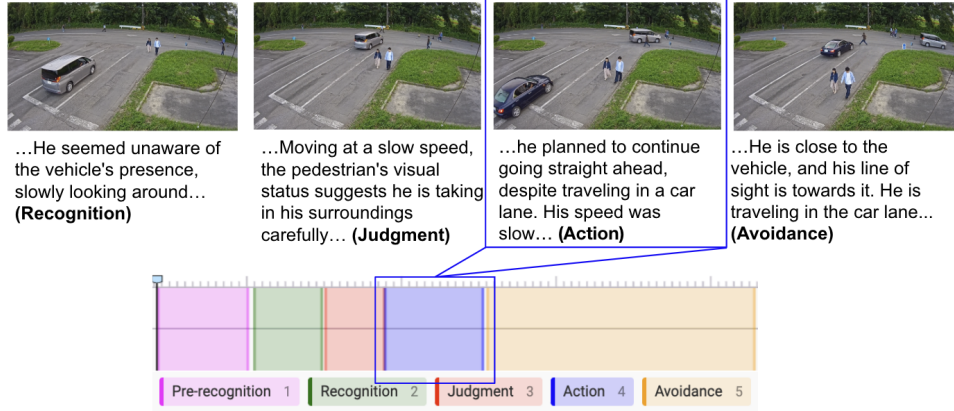 …He seemed unaware of
the vehicle's presence,
slowly looking around…
(Recognition)
…Moving at a slow speed,
the pedestrian's visual
status suggests he is taking
in his surroundings
carefully… (Judgment)
…he planned to continue
going straight ahead,
despite traveling in a car
lane. His speed was
slow… (Action)
…He is close to the
vehicle, and his line of
sight is towards it. He is
traveling in the car lane...
(Avoidance)
Pre-recognition 1
Recognition 2
Judgment 3
Action 4
Avoidance 5